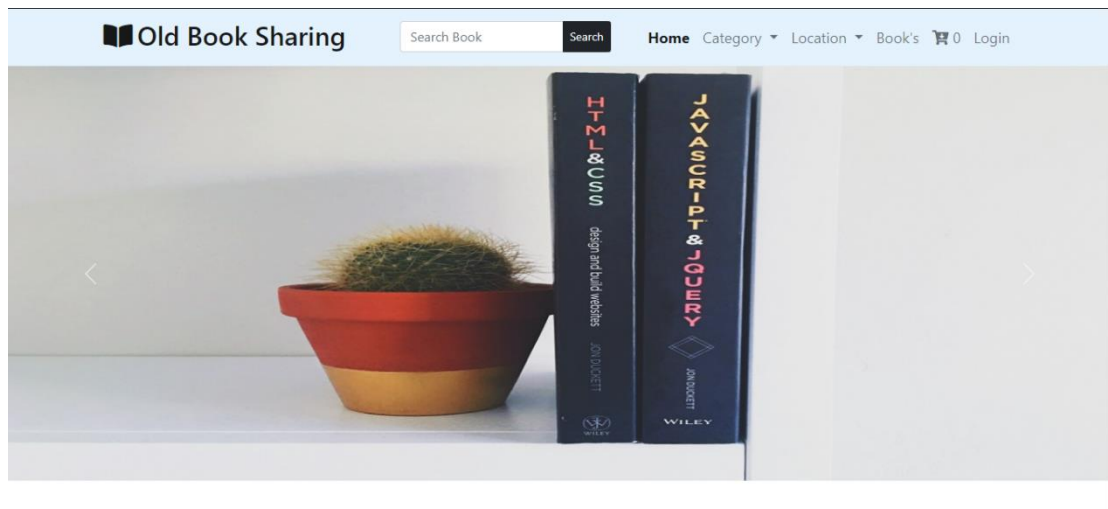 Old Book Sharing
Search Book
Search
Home Category Location Book's 0 Login
HTML&CSS
design and build websites
JON DUCKETT
WILEY
JAVASCRIPT&JQUERY
JON DUCKETT
WILEY